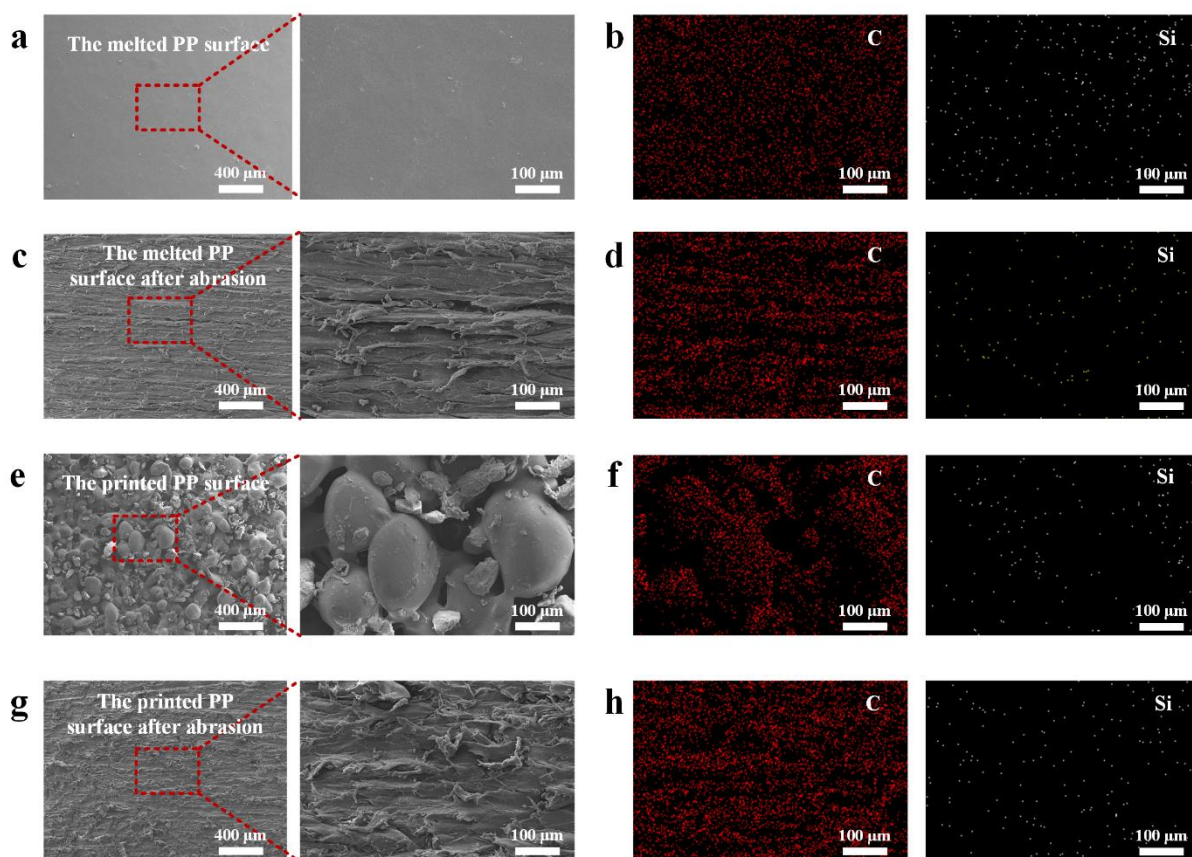 a
The melted PP surface
400 μm
100 μm
b
C
100 μm
Si
100 μm
c
The melted PP
surface after abrasion
400 μm
100 μm
d
C
100 μm
Si
100 μm
e
The printed PP surface
400 μm
100 μm
f
C
100 μm
Si
100 μm
g
The printed PP
surface after abrasion
400 μm
100 μm
h
C
100 μm
Si
100 μm